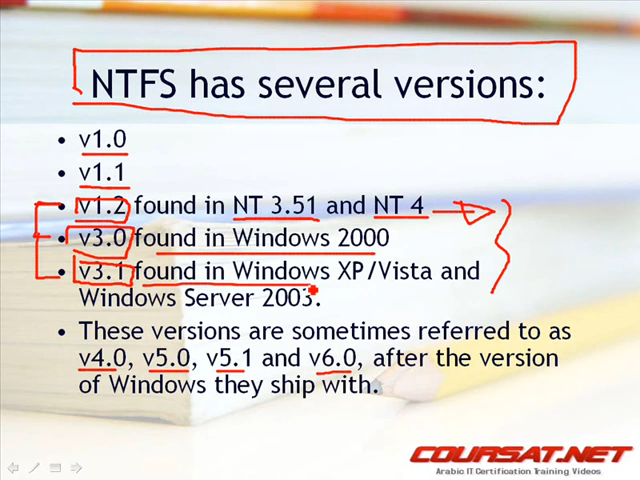 NTFS has several versions:
• v1.0
• v1.1
• v1.2 found in NT 3.51 and NT 4
• v3.0 found in Windows 2000
• v3.1 found in Windows XP/Vista and
Windows Server 2003.
• These versions are sometimes referred to as
v4.0, v5.0, v5.1 and v6.0, after the version
of Windows they ship with.
COURSAT.NET
Arabic IT Certification Training Videos